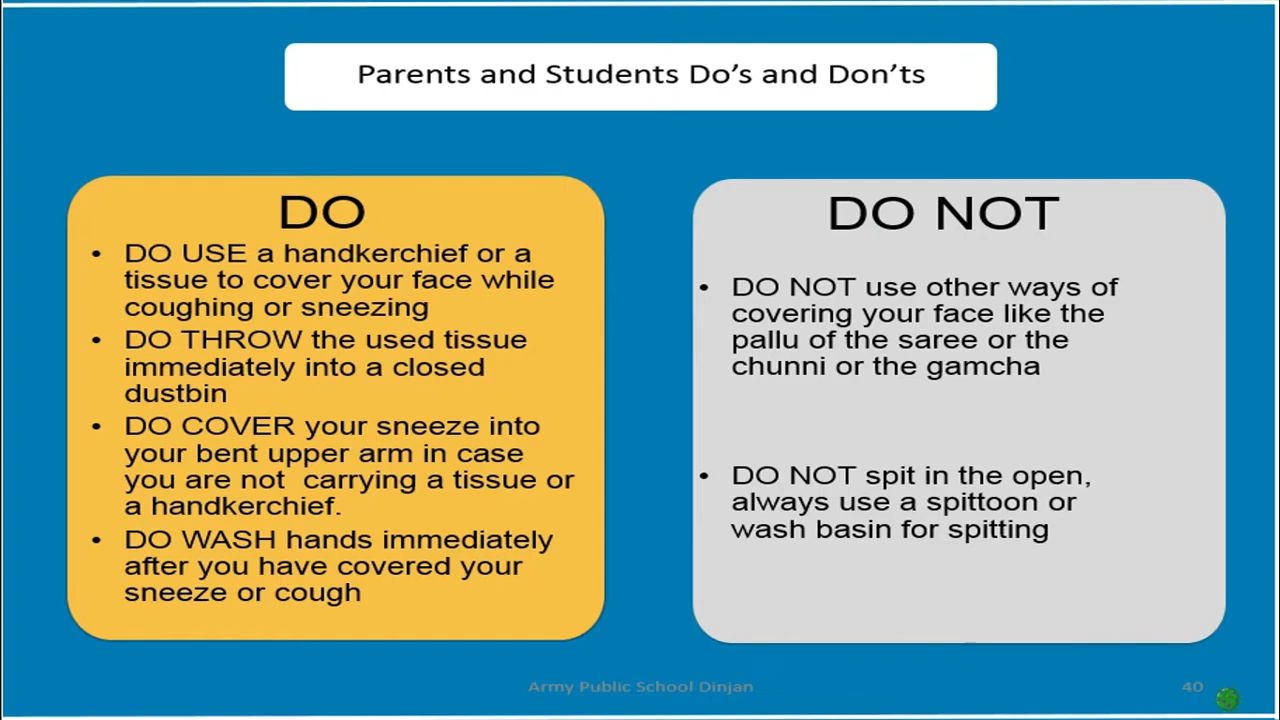 Parents and Students Do’s and Don’ts
DO
• DO USE a handkerchief or a
tissue to cover your face while
coughing or sneezing
• DO THROW the used tissue
immediately into a closed
dustbin
• DO COVER your sneeze into
your bent upper arm in case
you are not  carrying a tissue or
a handkerchief.
• DO WASH hands immediately
after you have covered your
sneeze or cough
DO NOT
• DO NOT use other ways of
covering your face like the
pallu of the saree or the
chunni or the gamcha
• DO NOT spit in the open,
always use a spittoon or
wash basin for spitting
Army Public School Dinjan
40